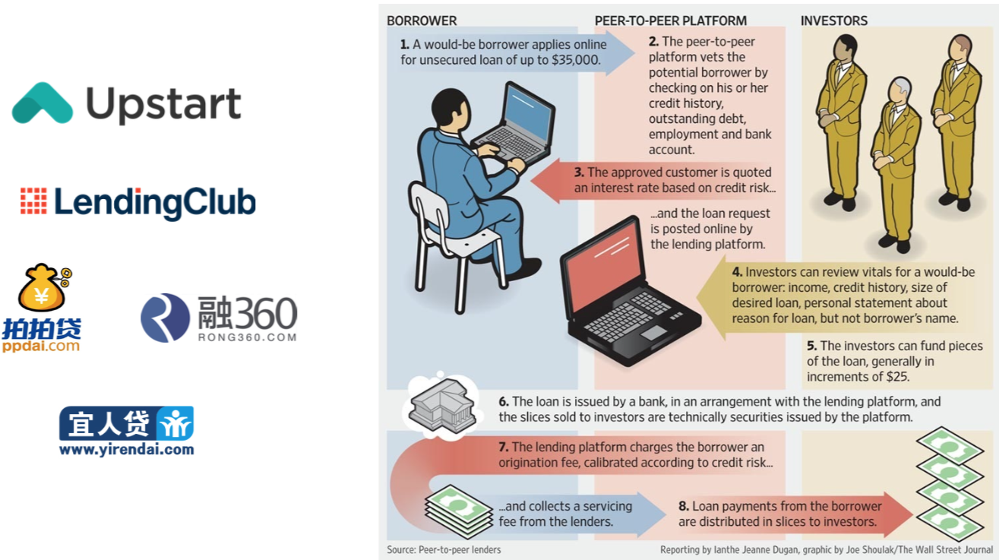 Upstart
LendingClub
¥
拍拍贷
ppdai.com
融360
RONG360.COM
宜人贷
www.yirendai.com
BORROWER
PEER-TO-PEER PLATFORM
INVESTORS
1. A would-be borrower applies online
for unsecured loan of up to $35,000.
2. The peer-to-peer
platform vets the
potential borrower by
checking on his or her
credit history,
outstanding debt,
employment and bank
account.
3. The approved customer is quoted
an interest rate based on credit risk...
...and the loan request
is posted online by
the lending platform.
4. Investors can review vitals for a would-be
borrower: income, credit history, size of
desired loan, personal statement about
reason for loan, but not borrower's name.
5. The investors can fund pieces
of the loan, generally in
increments of $25.
6. The loan is issued by a bank, in an arrangement with the lending platform, and
the slices sold to investors are technically securities issued by the platform.
7. The lending platform charges the borrower an
origination fee, calibrated according to credit risk...
...and collects a servicing
fee from the lenders.
8. Loan payments from the borrower
are distributed in slices to investors.
Source: Peer-to-peer lenders
Reporting by Ianthe Jeanne Dugan, graphic by Joe Shoulak/The Wall Street Journal